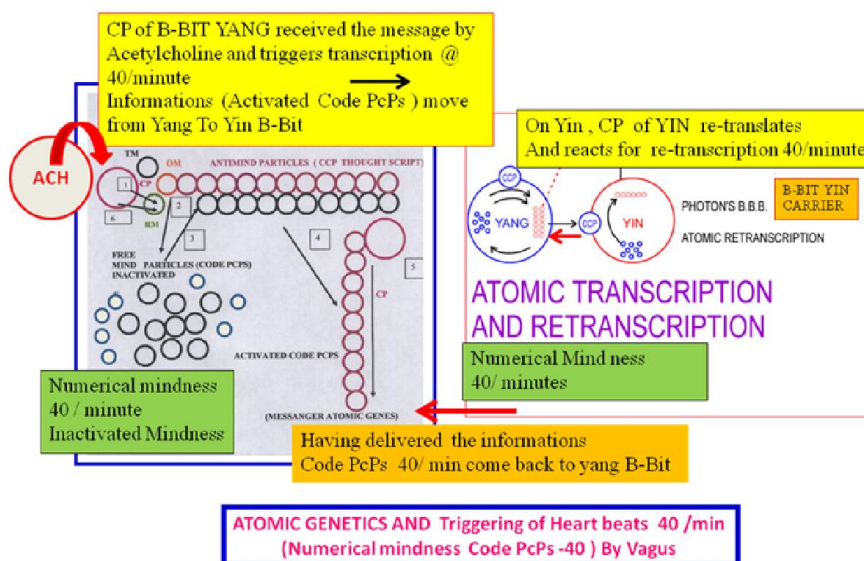 CP of B-BIT YANG received the message by
Acetylcholine and triggers transcription @
40/minute
Informations (Activated Code PcPs ) move
from Yang To Yin B-Bit
ACH
TM
OM
CP
RM
ANTIMIND PARTICLES ( CCP THOUGHT SCRIPT)
1
2
3
4
5
6
FREE
MIND PARTICLES (CODE PCPS)
INACTIVATED
CP
ACTIVATED CODE PCPS
(MESSANGER ATOMIC GENES)
Numerical mindness
40 / minute
Inactivated Mindness
On Yin , CP of YIN re-translates
And reacts for re-transcription 40/minute
CCP
YANG
CCP
YIN
PHOTON'S B.B.B.
ATOMIC RETRANSCRIPTION
B-BIT YIN
CARRIER
ATOMIC TRANSCRIPTION
AND RETRANSCRIPTION
Numerical Mind ness
40/ minutes
Having delivered the informations
Code PcPs 40/ min come back to yang B-Bit
ATOMIC GENETICS AND Triggering of Heart beats 40 /min
(Numerical mindness Code PcPs -40 ) By Vagus